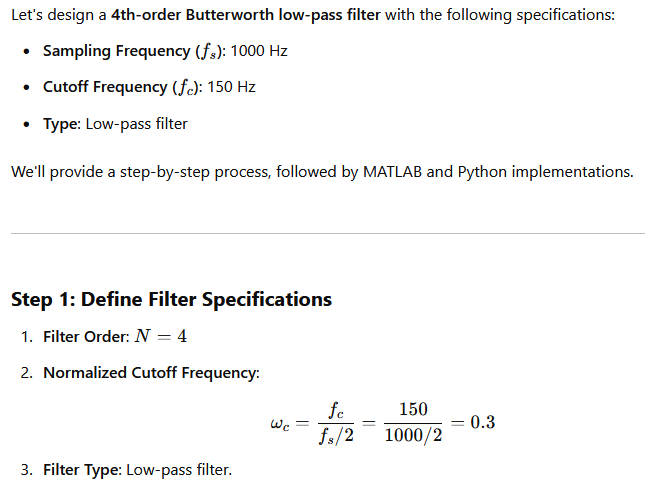 Let's design a 4th-order Butterworth low-pass filter with the following specifications:
• Sampling Frequency (fₛ): 1000 Hz
• Cutoff Frequency (f_c): 150 Hz
• Type: Low-pass filter
We'll provide a step-by-step process, followed by MATLAB and Python implementations.
Step 1: Define Filter Specifications
1. Filter Order: N = 4
2. Normalized Cutoff Frequency:
ω_c = f_c / (fₛ/2) = 150 / (1000/2) = 0.3
3. Filter Type: Low-pass filter.